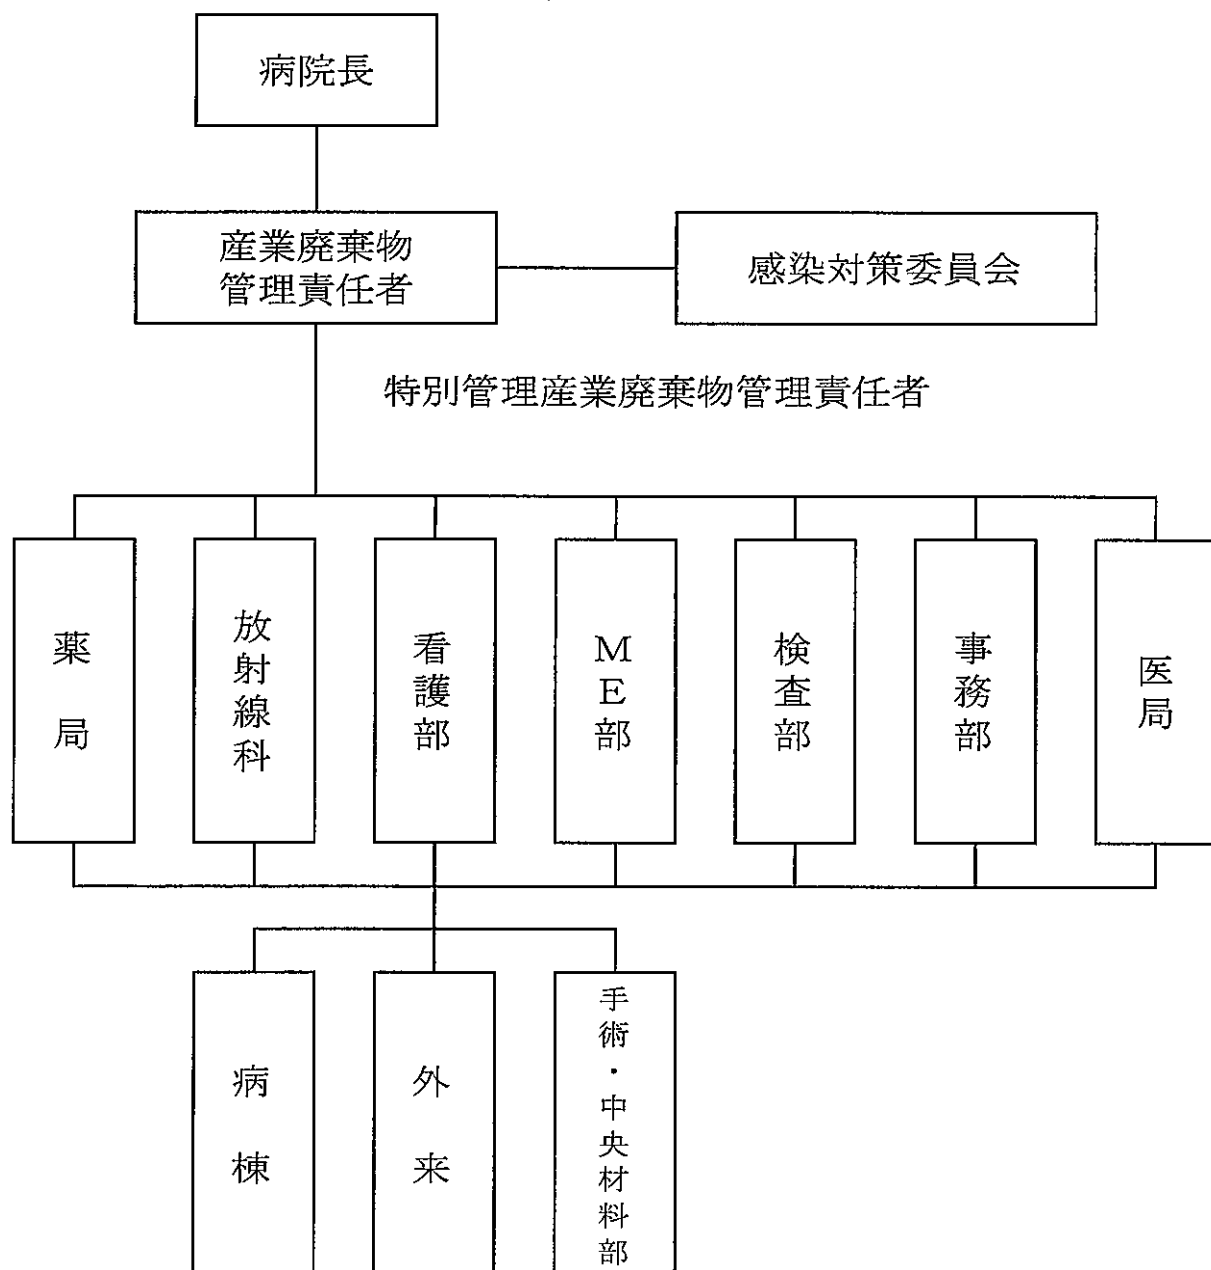 病院長
産業廃棄物
管理責任者
感染対策委員会
特別管理産業廃棄物管理責任者
薬局
放射線科
看護部
ME部
検査部
事務部
医局
病棟
外来
手術・中央材料部